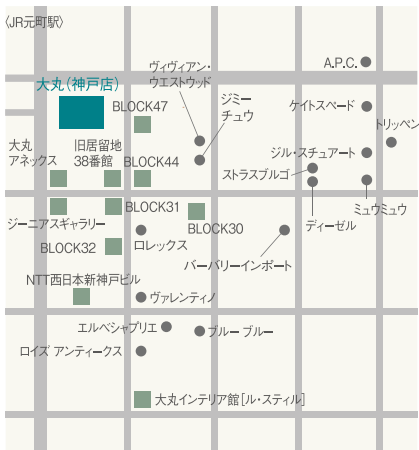 〈JR元町駅〉
ヴィヴィアン・
ウエストウッド
A.P.C.
大丸(神戸店)
ジミー
チュウ
BLOCK47
ケイトスペード
トリッペン
大丸
アネックス
旧居留地
38番館
BLOCK44
ジル・スチュアート
ストラスブルゴ
ジーニアスギャラリー
BLOCK31
BLOCK30
ディーゼル
ミュウミュウ
BLOCK32
ロレックス
バーバリーインポート
NTT西日本新神戸ビル
ヴァレンティノ
エルベシャプリエ
ブルー ブルー
ロイズ アンティークス
大丸インテリア館[ル・スティル]